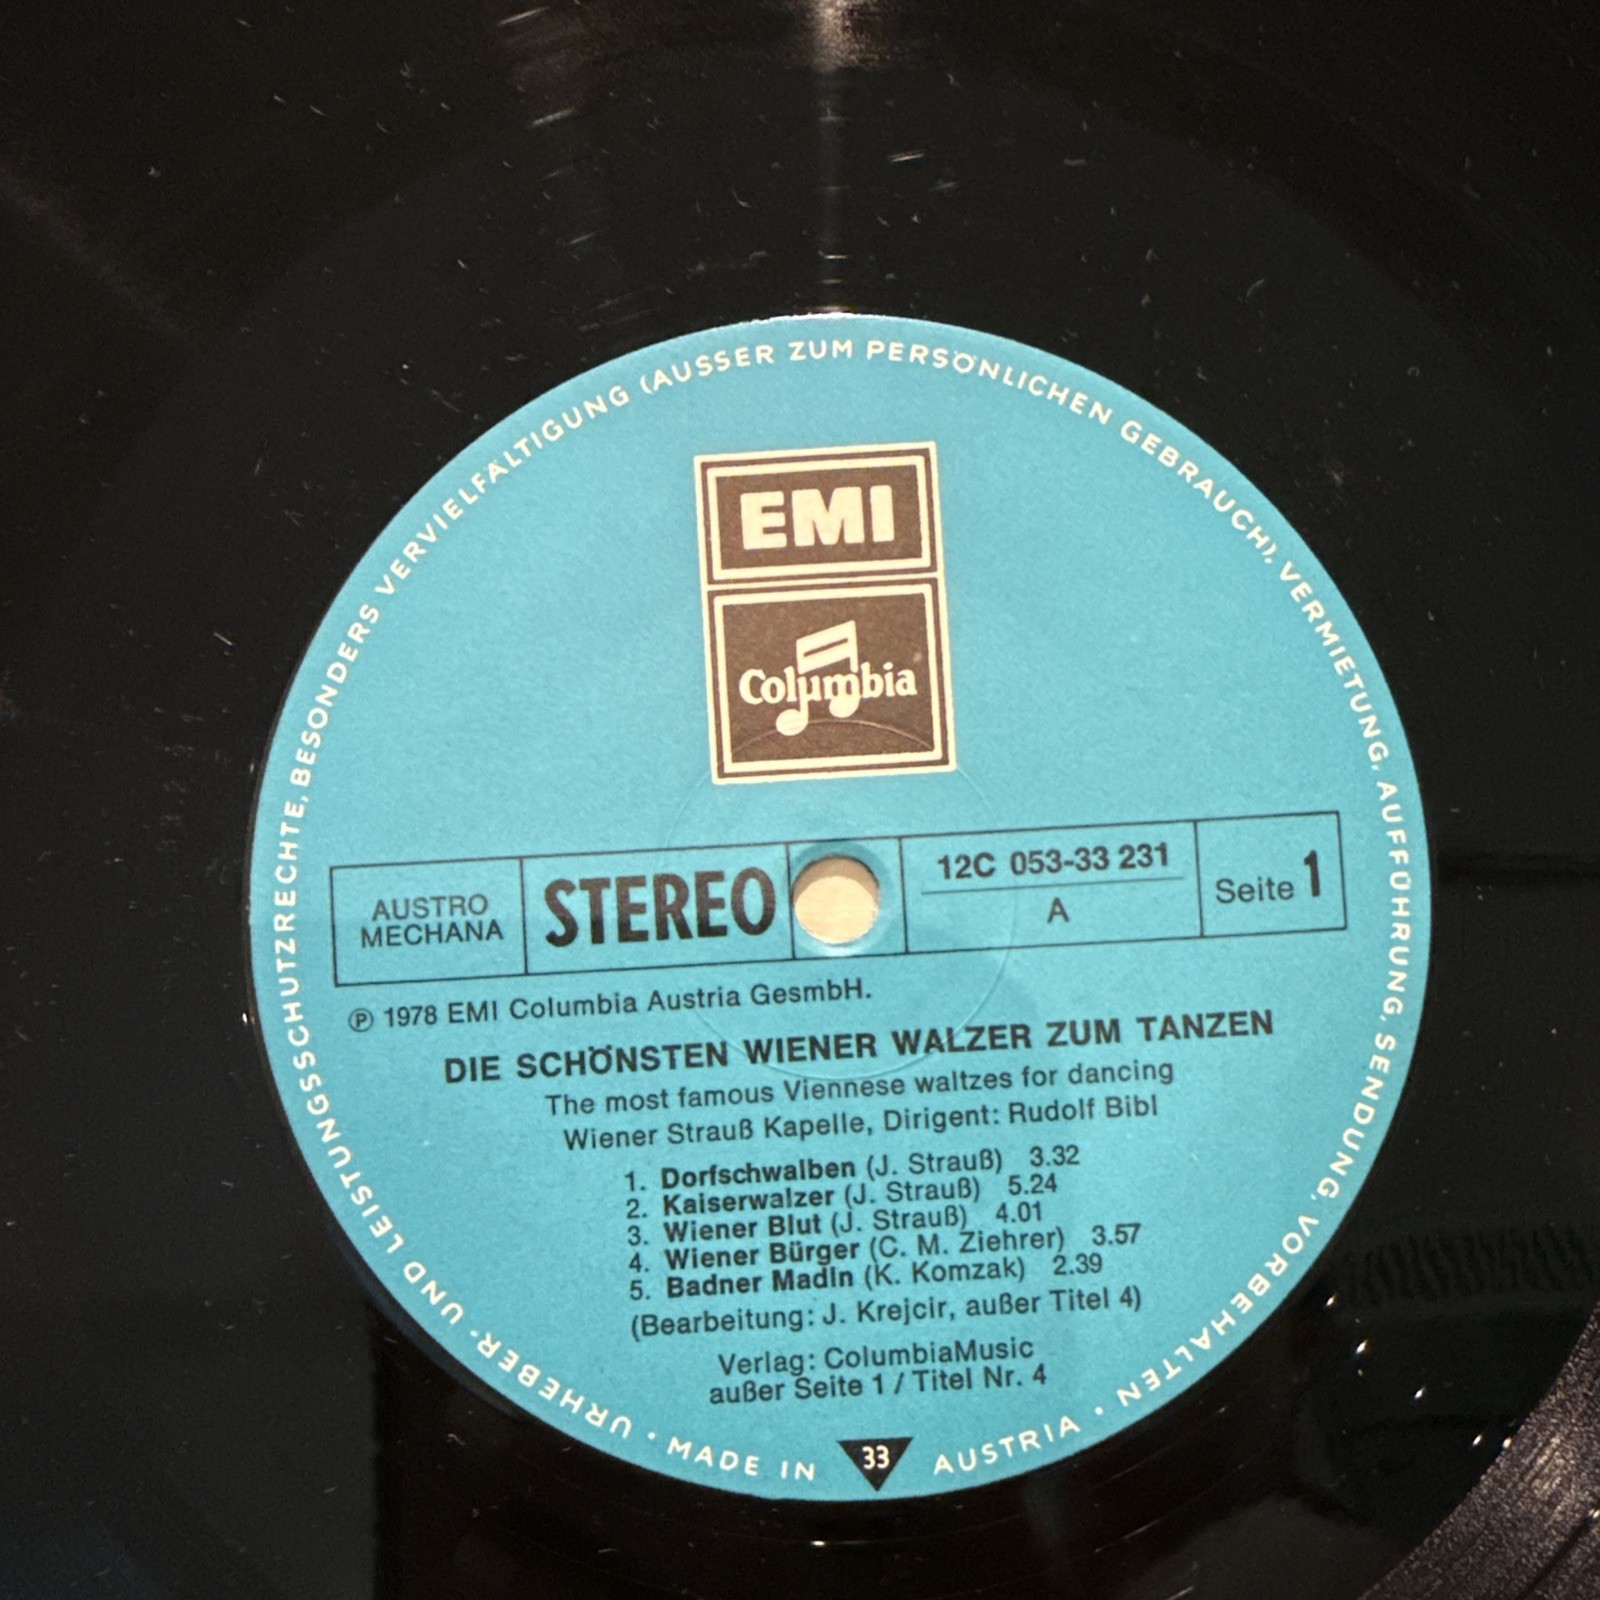 URHEBER- UND LEISTUNGSSCHUTZRECHTE, BESONDERS VERVIELFÄLTIGUNG (AUSSER ZUM PERSÖNLICHEN GEBRAUCH), VERMIETUNG, AUFFÜHRUNG, SENDUNG, VORBEHALTEN •
EMI
Columbia
AUSTRO
MECHANA
STEREO
12C 053-33 231
A
Seite 1
℗ 1978 EMI Columbia Austria GesmbH.
DIE SCHÖNSTEN WIENER WALZER ZUM TANZEN
The most famous Viennese waltzes for dancing
Wiener Strauß Kapelle, Dirigent: Rudolf Bibl
1. Dorfschwalben (J. Strauß) 3.32
2. Kaiserwalzer (J. Strauß) 5.24
3. Wiener Blut (J. Strauß) 4.01
4. Wiener Bürger (C. M. Ziehrer) 3.57
5. Badner Madln (K. Komzak) 2.39
(Bearbeitung: J. Krejcir, außer Titel 4)
Verlag: ColumbiaMusic
außer Seite 1 / Titel Nr. 4
• MADE IN 33 AUSTRIA